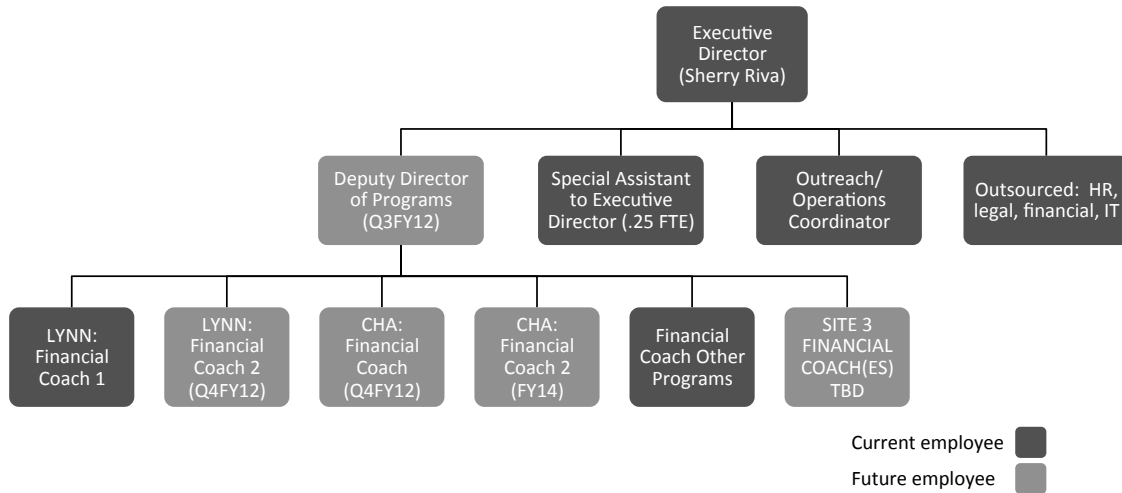 Executive
Director
(Sherry Riva)
Deputy Director
of Programs
(Q3FY12)
Special Assistant
to Executive
Director (.25 FTE)
Outreach/
Operations
Coordinator
Outsourced: HR,
legal, financial, IT
LYNN:
Financial
Coach 1
LYNN:
Financial
Coach 2
(Q4FY12)
CHA:
Financial
Coach
(Q4FY12)
CHA:
Financial
Coach 2
(FY14)
Financial
Coach Other
Programs
SITE 3
FINANCIAL
COACH(ES)
TBD
Current employee
Future employee